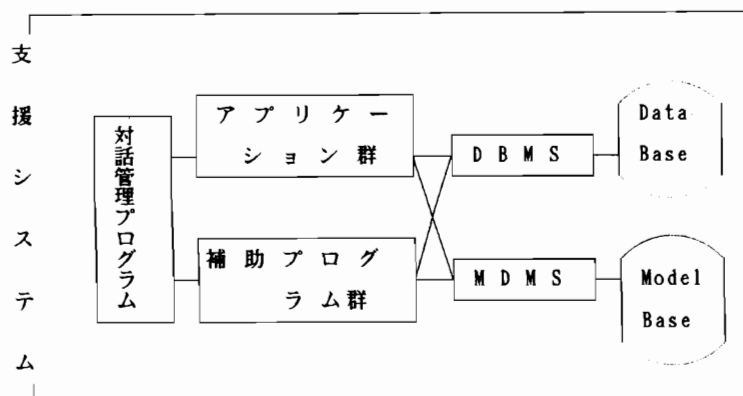 支援システム
対話管理プログラム
アプリケー
ション群
補助プログ
ラム群
DBMS
MDMS
Data
Base
Model
Base